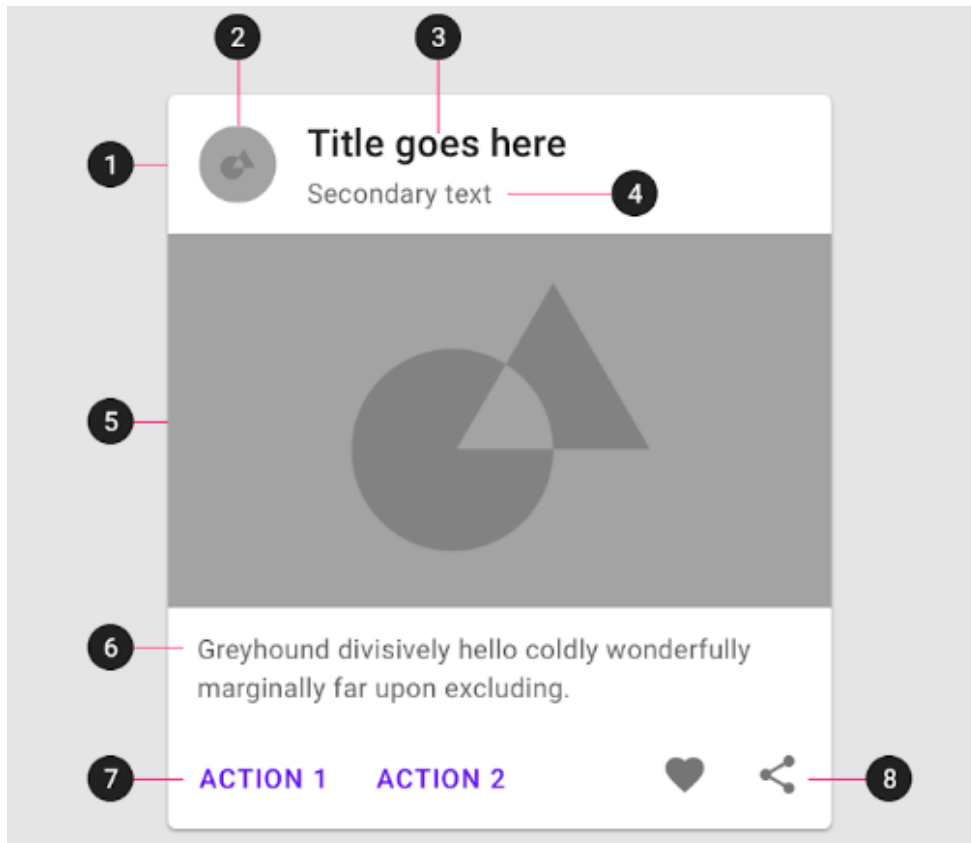 2
3
1
Title goes here
Secondary text
4
5
6
Greyhound divisively hello coldly wonderfully
marginally far upon excluding.
7
ACTION 1 ACTION 2
8